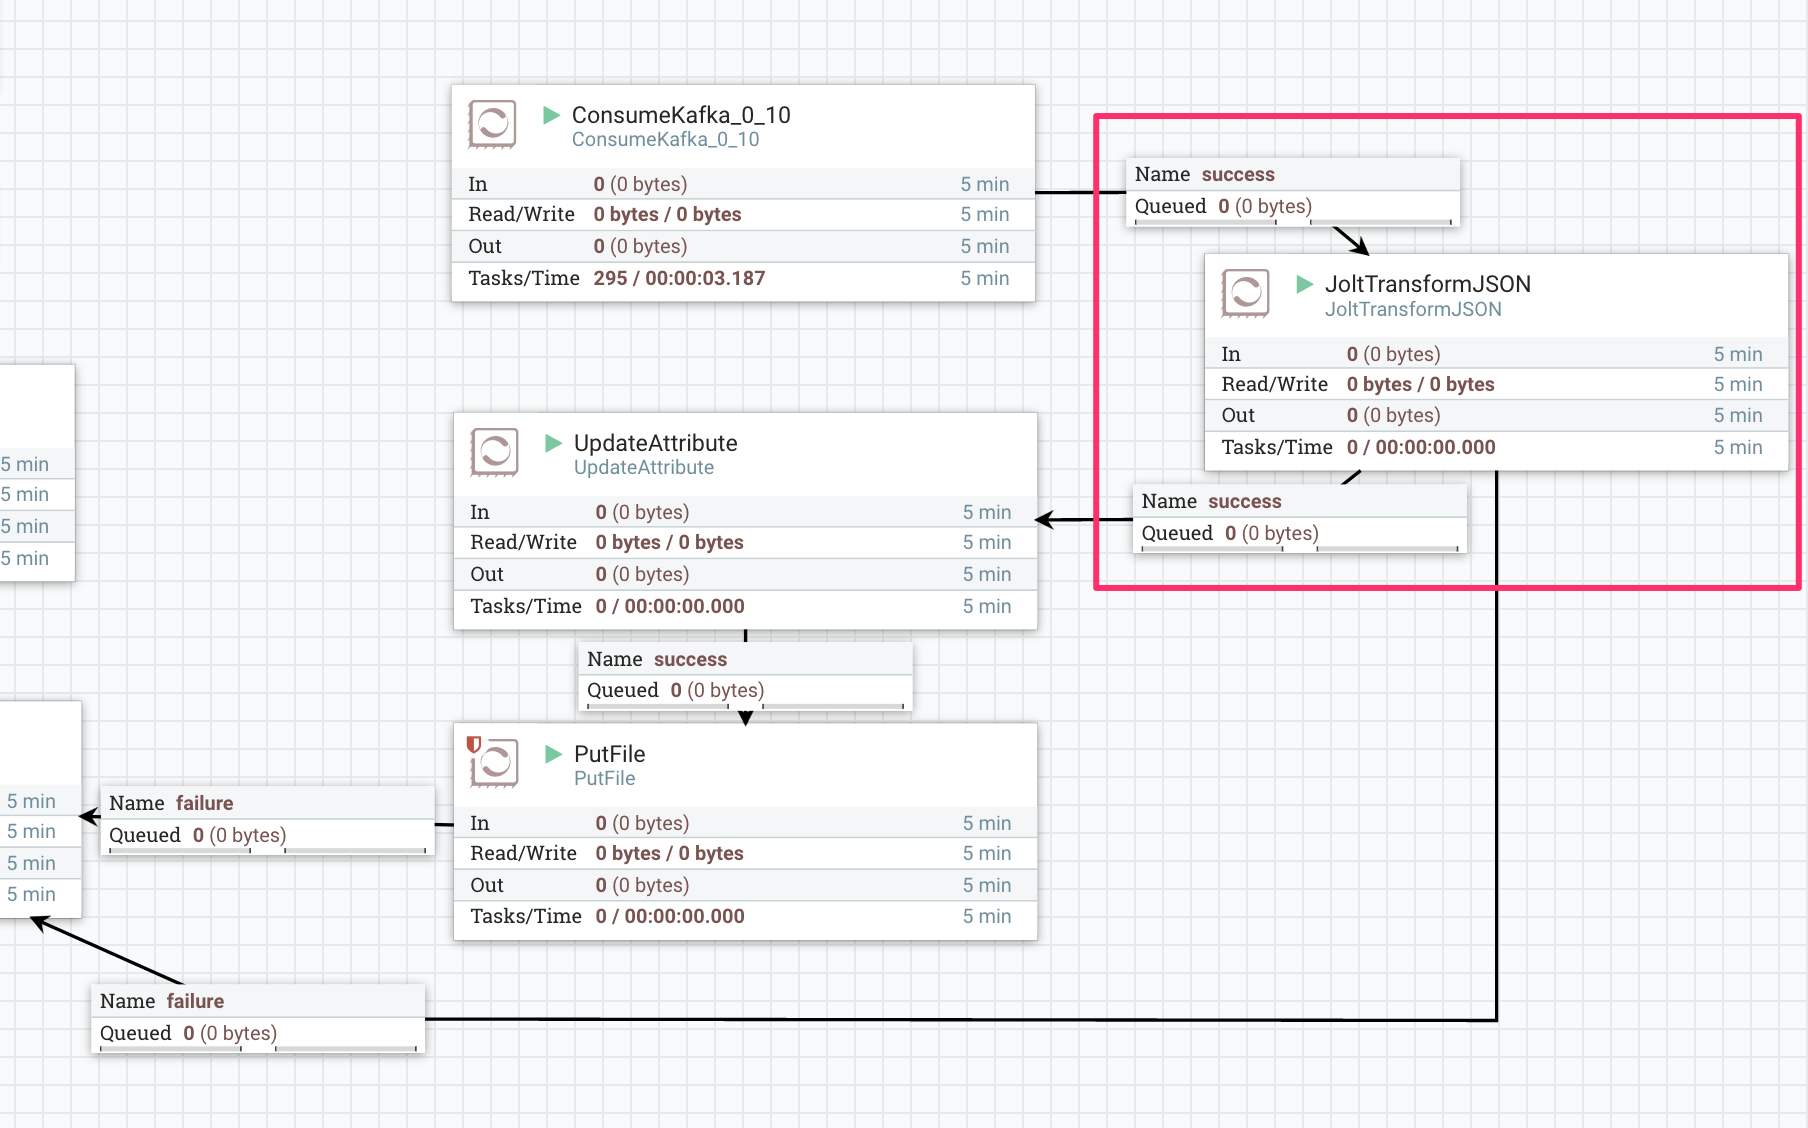 ConsumeKafka_0_10
ConsumeKafka_0_10
In 0 (0 bytes) 5 min
Read/Write 0 bytes / 0 bytes 5 min
Out 0 (0 bytes) 5 min
Tasks/Time 295 / 00:00:03.187 5 min
Name success
Queued 0 (0 bytes)
JoltTransformJSON
JoltTransformJSON
In 0 (0 bytes) 5 min
Read/Write 0 bytes / 0 bytes 5 min
Out 0 (0 bytes) 5 min
Tasks/Time 0 / 00:00:00.000 5 min
Name success
Queued 0 (0 bytes)
5 min
5 min
5 min
5 min
UpdateAttribute
UpdateAttribute
In 0 (0 bytes) 5 min
Read/Write 0 bytes / 0 bytes 5 min
Out 0 (0 bytes) 5 min
Tasks/Time 0 / 00:00:00.000 5 min
Name success
Queued 0 (0 bytes)
PutFile
PutFile
In 0 (0 bytes) 5 min
Read/Write 0 bytes / 0 bytes 5 min
Out 0 (0 bytes) 5 min
Tasks/Time 0 / 00:00:00.000 5 min
5 min
5 min
5 min
5 min
Name failure
Queued 0 (0 bytes)
Name failure
Queued 0 (0 bytes)